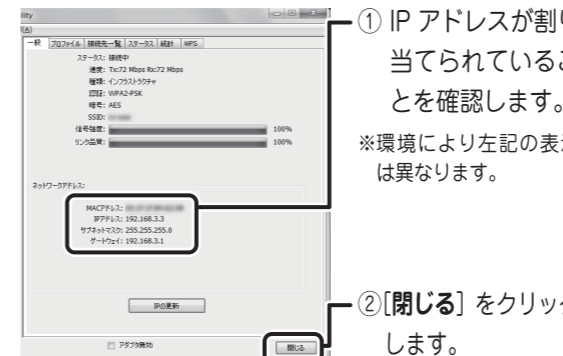 ility
(A)
一般 プロファイル 接続先一覧 ステータス 統計 WPS
ステータス: 接続中
速度: Tx:72 Mbps Rx:72 Mbps
種類: インフラストラクチャ
認証: WPA2-PSK
暗号: AES
SSID:
信号強度: 100%
リンク品質: 100%
ネットワークアドレス:
MACアドレス:
IPアドレス: 192.168.3.3
サブネットマスク: 255.255.255.0
ゲートウェイ: 192.168.3.1
IPの更新
アダプタ無効
閉じる
① IP アドレスが割り
当てられているこ
とを確認します。
※環境により左記の表示
は異なります。
②[閉じる] をクリック
します。